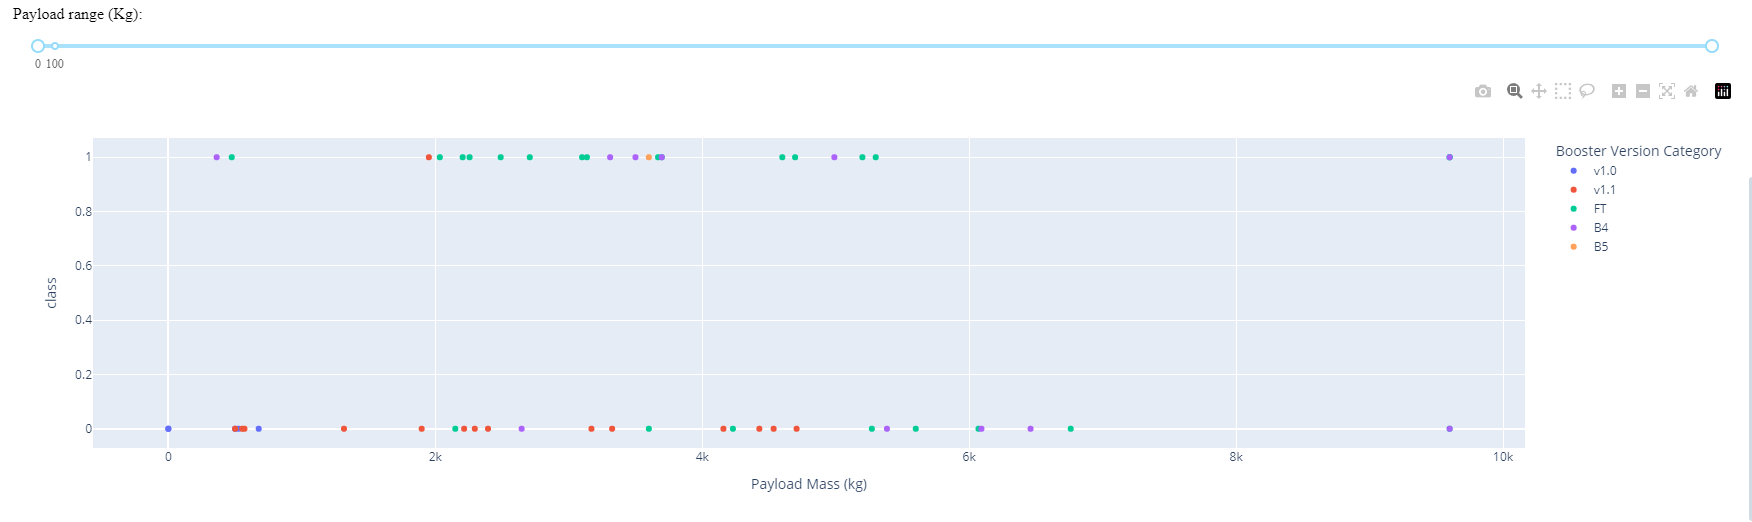 Payload range (Kg):
0 100
Booster Version Category
v1.0
v1.1
FT
B4
B5
1
0.8
0.6
0.4
0.2
0
class
0 2k 4k 6k 8k 10k
Payload Mass (kg)